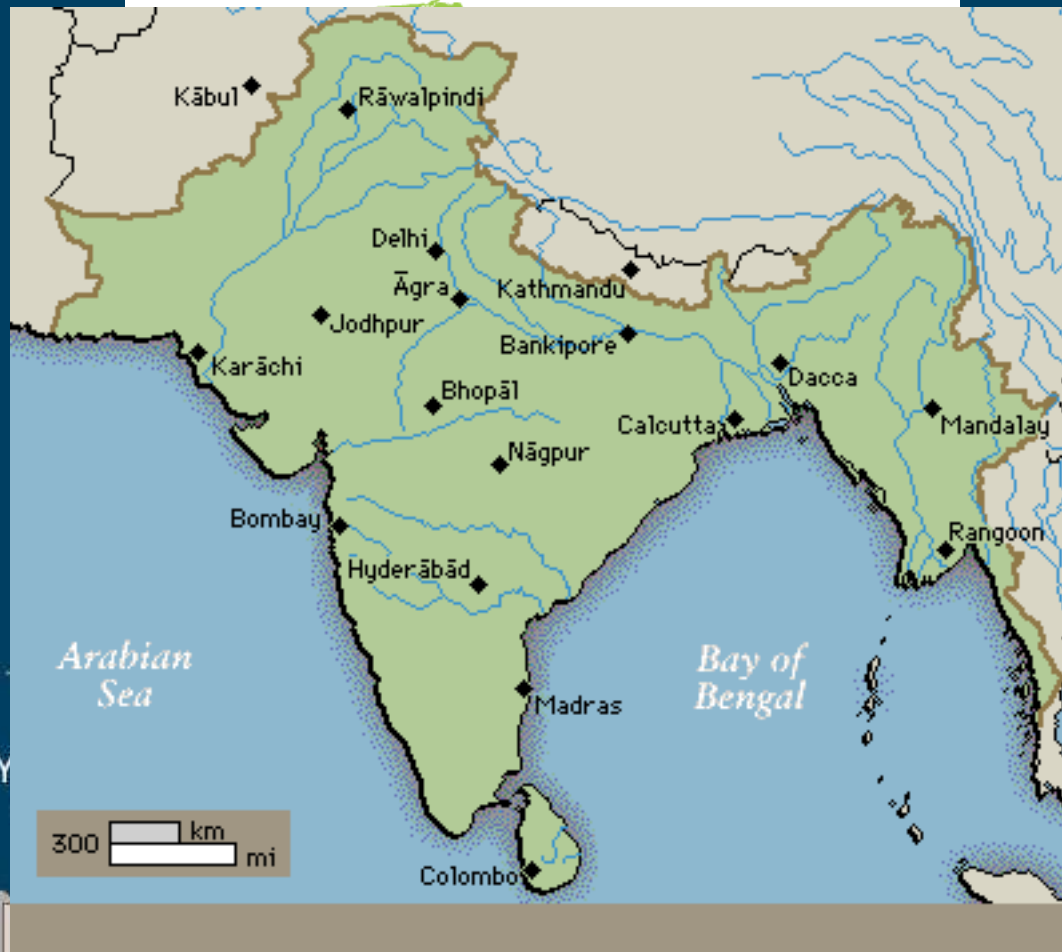 Kābul
Rāwalpindi
Delhi
Āgra
Kathmandu
Jodhpur
Bankipore
Karāchi
Dacca
Bhopāl
Calcutta
Mandalay
Nāgpur
Bombay
Rangoon
Hyderābād
Arabian
Sea
Bay of
Bengal
Madras
300 km
mi
Colombo